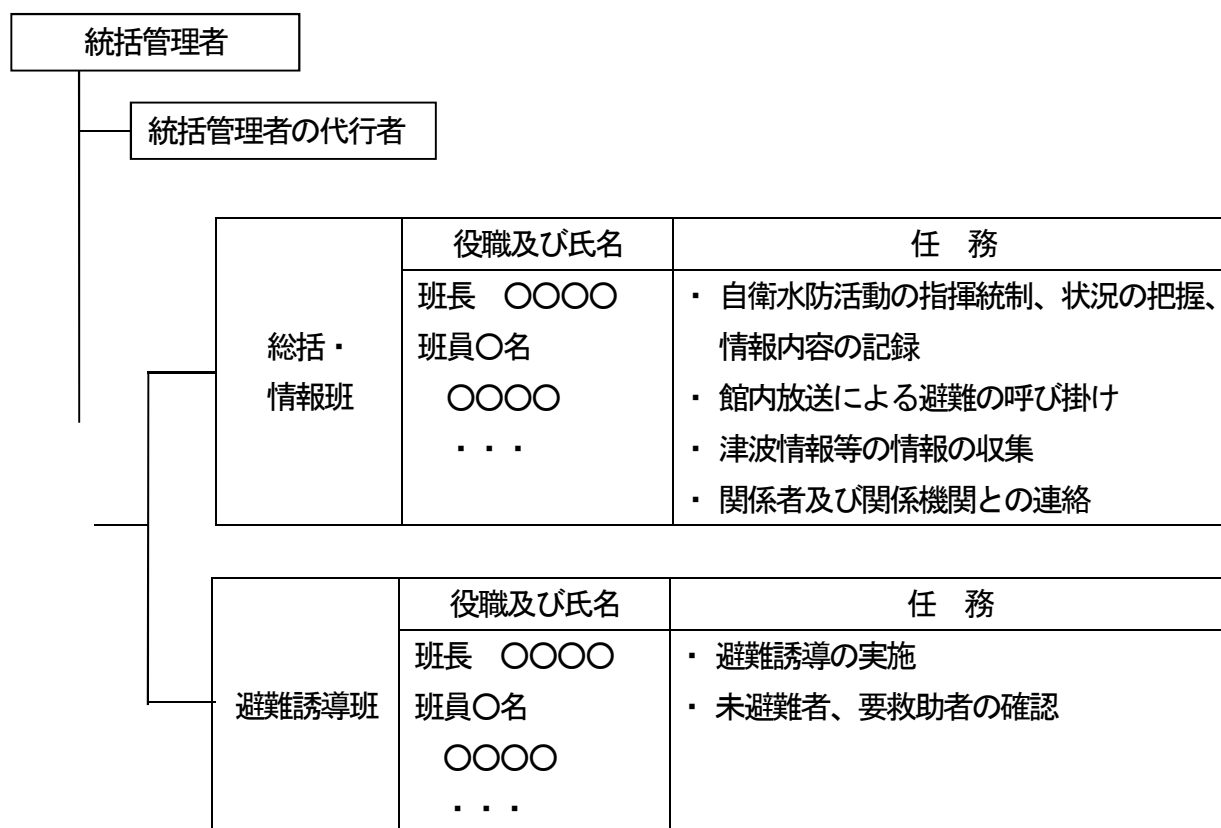 統括管理者
統括管理者の代行者
役職及び氏名
任　務
総括・
情報班
班長　〇〇〇〇
班員〇名
〇〇〇〇
・・・
・ 自衛水防活動の指揮統制、状況の把握、
情報内容の記録
・ 館内放送による避難の呼び掛け
・ 津波情報等の情報の収集
・ 関係者及び関係機関との連絡
役職及び氏名
任　務
避難誘導班
班長　〇〇〇〇
班員〇名
〇〇〇〇
・・・
・ 避難誘導の実施
・ 未避難者、要救助者の確認